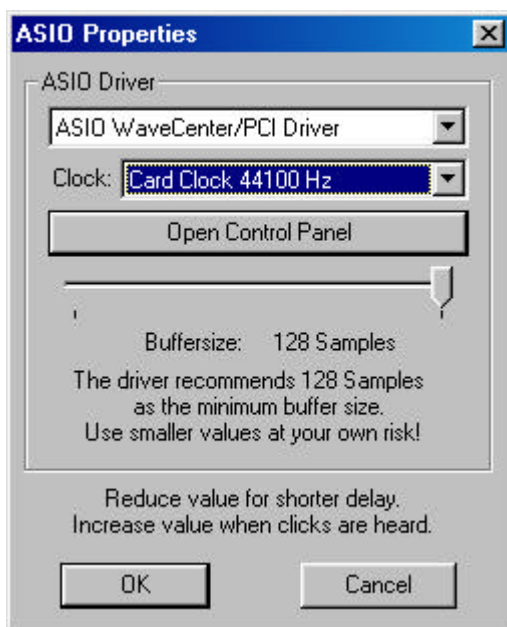 ASIO Properties
ASIO Driver
ASIO WaveCenter/PCI Driver
Clock: Card Clock 44100 Hz
Open Control Panel
Buffersize: 128 Samples
The driver recommends 128 Samples
as the minimum buffer size.
Use smaller values at your own risk!
Reduce value for shorter delay.
Increase value when clicks are heard.
OK Cancel